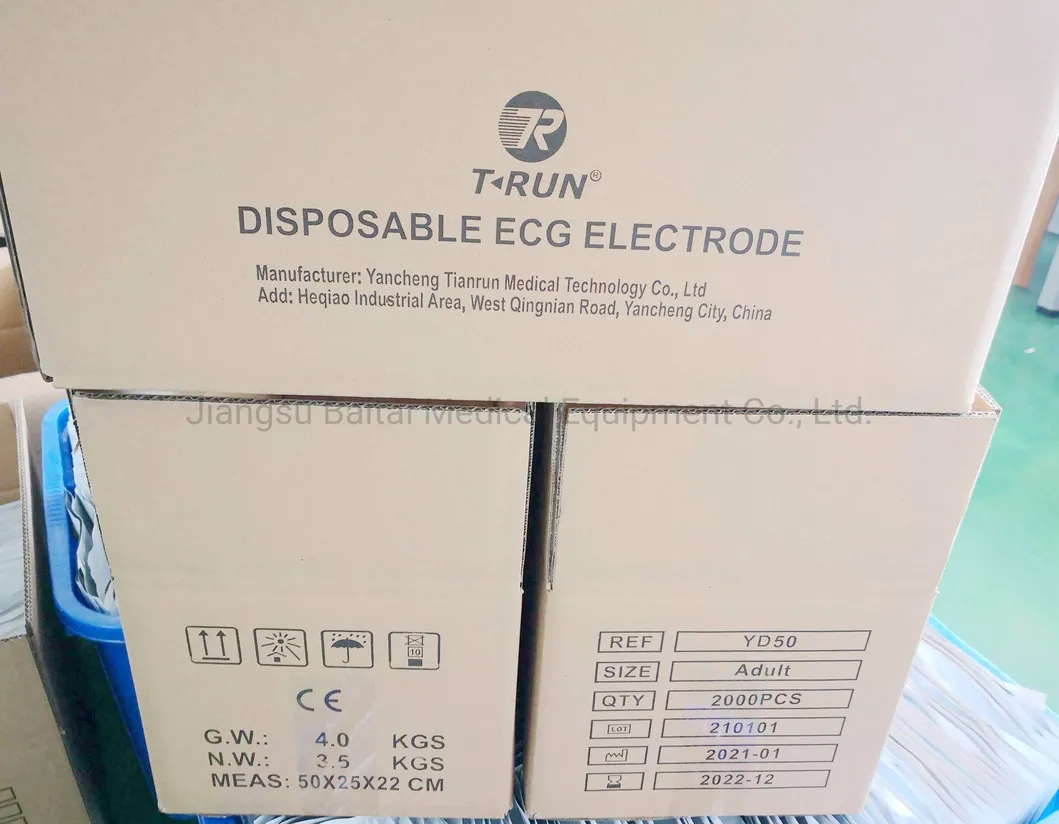 TR
T◄RUN®
DISPOSABLE ECG ELECTRODE
Manufacturer: Yancheng Tianrun Medical Technology Co., Ltd
Add: Heqiao Industrial Area, West Qingnian Road, Yancheng City, China
Jiangsu Baitai Medical Equipment Co., Ltd.
10
CE
G.W.: 4.0 KGS
N.W.: 3.5 KGS
MEAS: 50X25X22 CM
REF YD50
SIZE Adult
QTY 2000PCS
LOT 210101
2021-01
2022-12